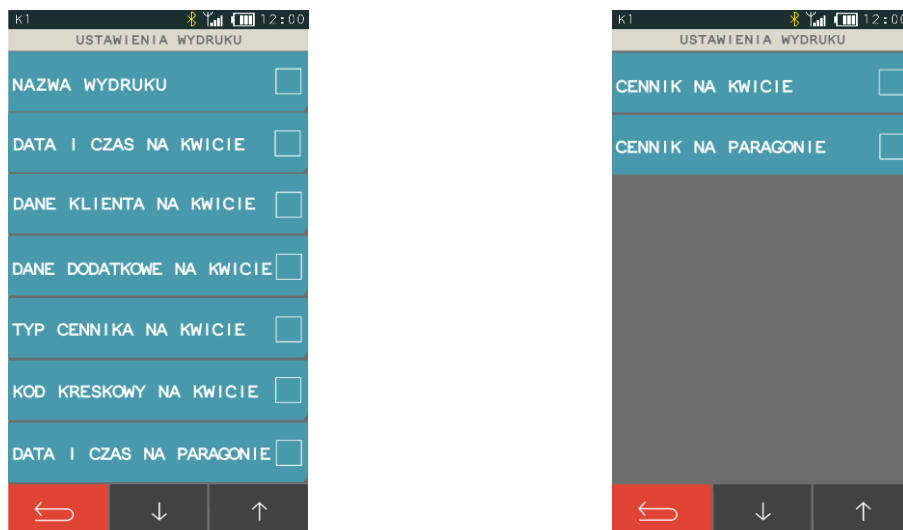 K1 12:00
USTAWIENIA WYDRUKU
NAZWA WYDRUKU
DATA I CZAS NA KWICIE
DANE KLIENTA NA KWICIE
DANE DODATKOWE NA KWICIE
TYP CENNIKA NA KWICIE
KOD KRESKOWY NA KWICIE
DATA I CZAS NA PARAGONIE
K1 12:00
USTAWIENIA WYDRUKU
CENNIK NA KWICIE
CENNIK NA PARAGONIE